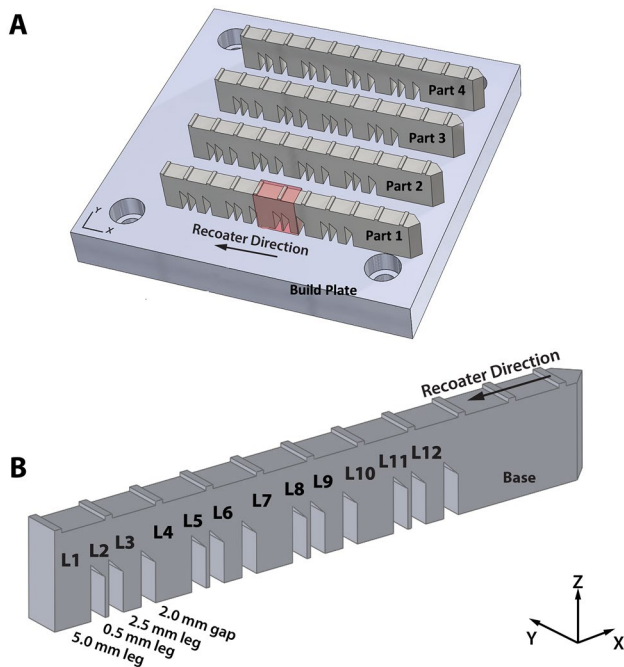 A
Part 4
Part 3
Part 2
Part 1
Y
X
Recoater Direction
Build Plate
B
Recoater Direction
L1 L2 L3 L4 L5 L6 L7 L8 L9 L10 L11 L12
Base
2.0 mm gap
2.5 mm leg
0.5 mm leg
5.0 mm leg
Z
Y
X